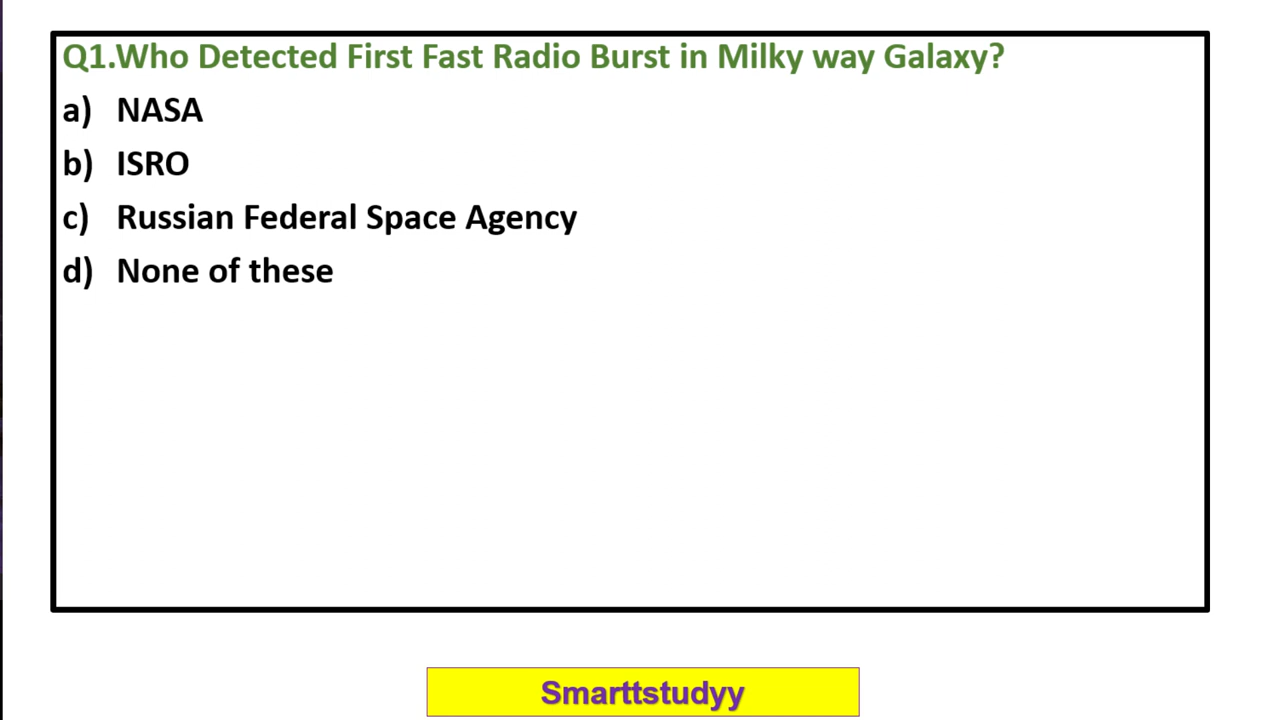 Q1.Who Detected First Fast Radio Burst in Milky way Galaxy?
a) NASA
b) ISRO
c) Russian Federal Space Agency
d) None of these
Smarttstudyy